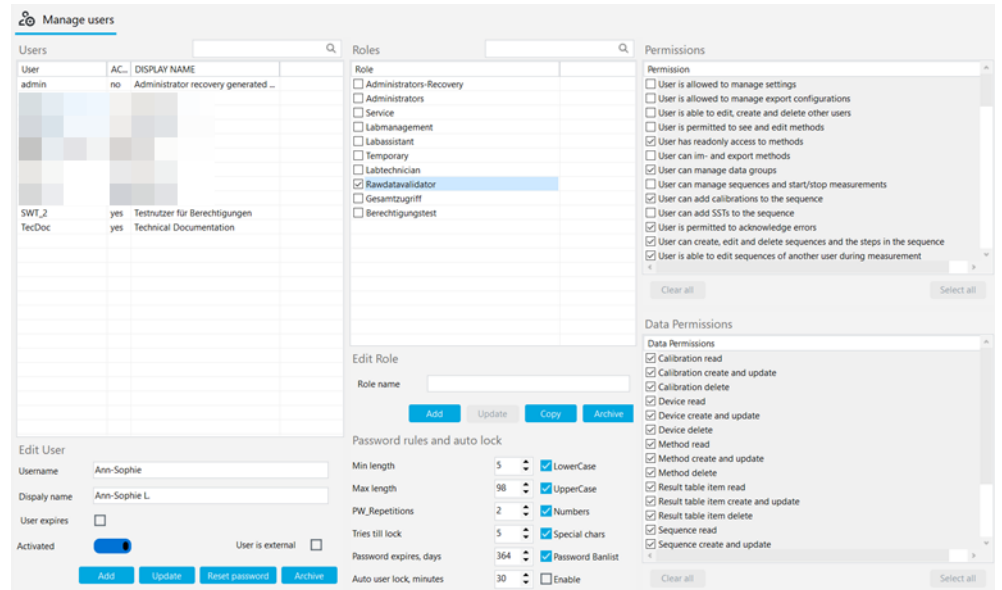 Manage users
Users
User AC... DISPLAY NAME
admin no Administrator recovery generated ...
SWT_2 yes Testnutzer für Berechtigungen
TecDoc yes Technical Documentation
Edit User
Username Ann-Sophie
Dispaly name Ann-Sophie L.
User expires
Activated User is external
Add Update Reset password Archive
Roles
Role
Administrators-Recovery
Administrators
Service
Labmanagement
Labassistant
Temporary
Labtechnician
Rawdatavalidator
Gesamtzugriff
Berechtigungstest
Edit Role
Role name
Add Update Copy Archive
Password rules and auto lock
Min length 5 LowerCase
Max length 98 UpperCase
PW_Repetitions 2 Numbers
Tries till lock 5 Special chars
Password expires, days 364 Password Banlist
Auto user lock, minutes 30 Enable
Permissions
Permission
User is allowed to manage settings
User is allowed to manage export configurations
User is able to edit, create and delete other users
User is permitted to see and edit methods
User has readonly access to methods
User can im- and export methods
User can manage data groups
User can manage sequences and start/stop measurements
User can add calibrations to the sequence
User can add SSTs to the sequence
User is permitted to acknowledge errors
User can create, edit and delete sequences and the steps in the sequence
User is able to edit sequences of another user during measurement
Clear all Select all
Data Permissions
Data Permissions
Calibration read
Calibration create and update
Calibration delete
Device read
Device create and update
Device delete
Method read
Method create and update
Method delete
Result table item read
Result table item create and update
Result table item delete
Sequence read
Sequence create and update
Clear all Select all